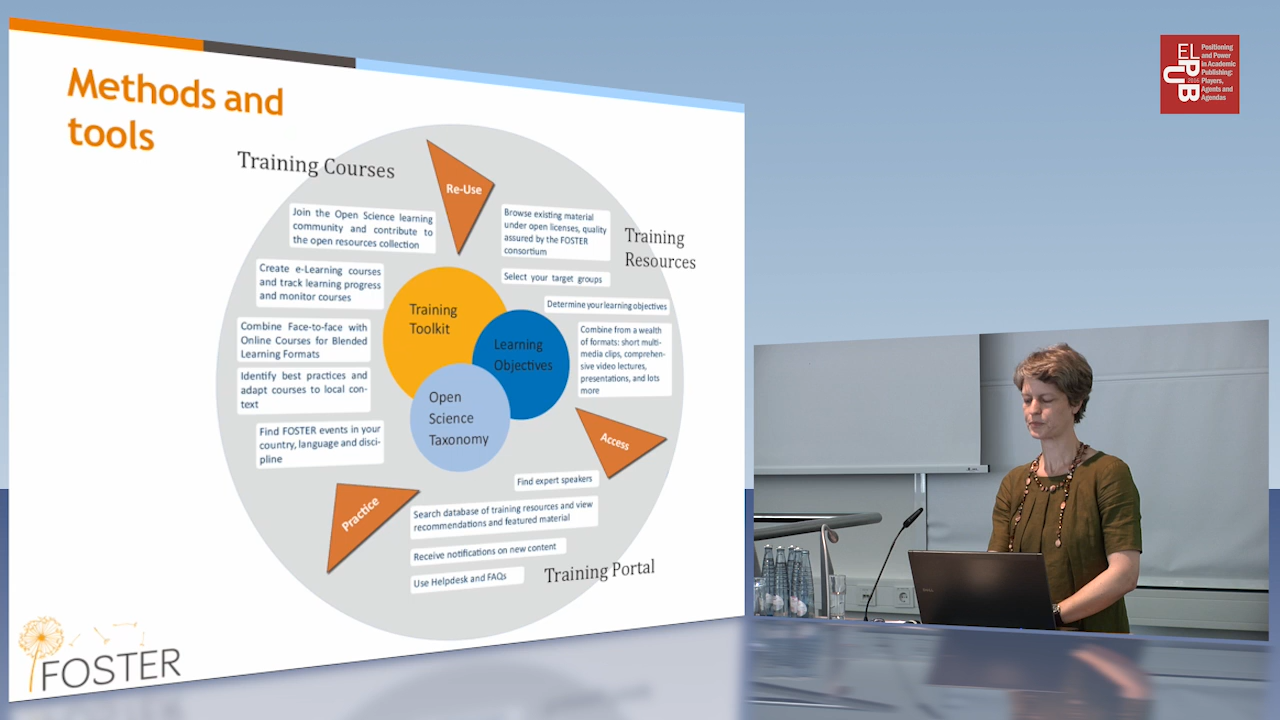 Methods and
tools
Training Courses
Re-Use
Join the Open Science learning
community and contribute to
the open resources collection
Create e-Learning courses
and track learning progress
and monitor courses
Combine Face-to-face with
Online Courses for Blended
Learning Formats
Identify best practices and
adapt courses to local con-
text
Find FOSTER events in your
country, language and disci-
pline
Browse existing material
under open licenses, quality
assured by the FOSTER
consortium
Training
Resources
Select your target groups
Determine your learning objectives
Combine from a wealth
of formats: short multi-
media clips, comprehen-
sive video lectures,
presentations, and lots
more
Training
Toolkit
Learning
Objectives
Open
Science
Taxonomy
Access
Practice
Find expert speakers
Search database of training resources and view
recommendations and featured material
Receive notifications on new content
Use Helpdesk and FAQs
Training Portal
FOSTER
ELPUB
2016
Positioning
and Power
in Academic
Publishing:
Players,
Agents and
Agendas